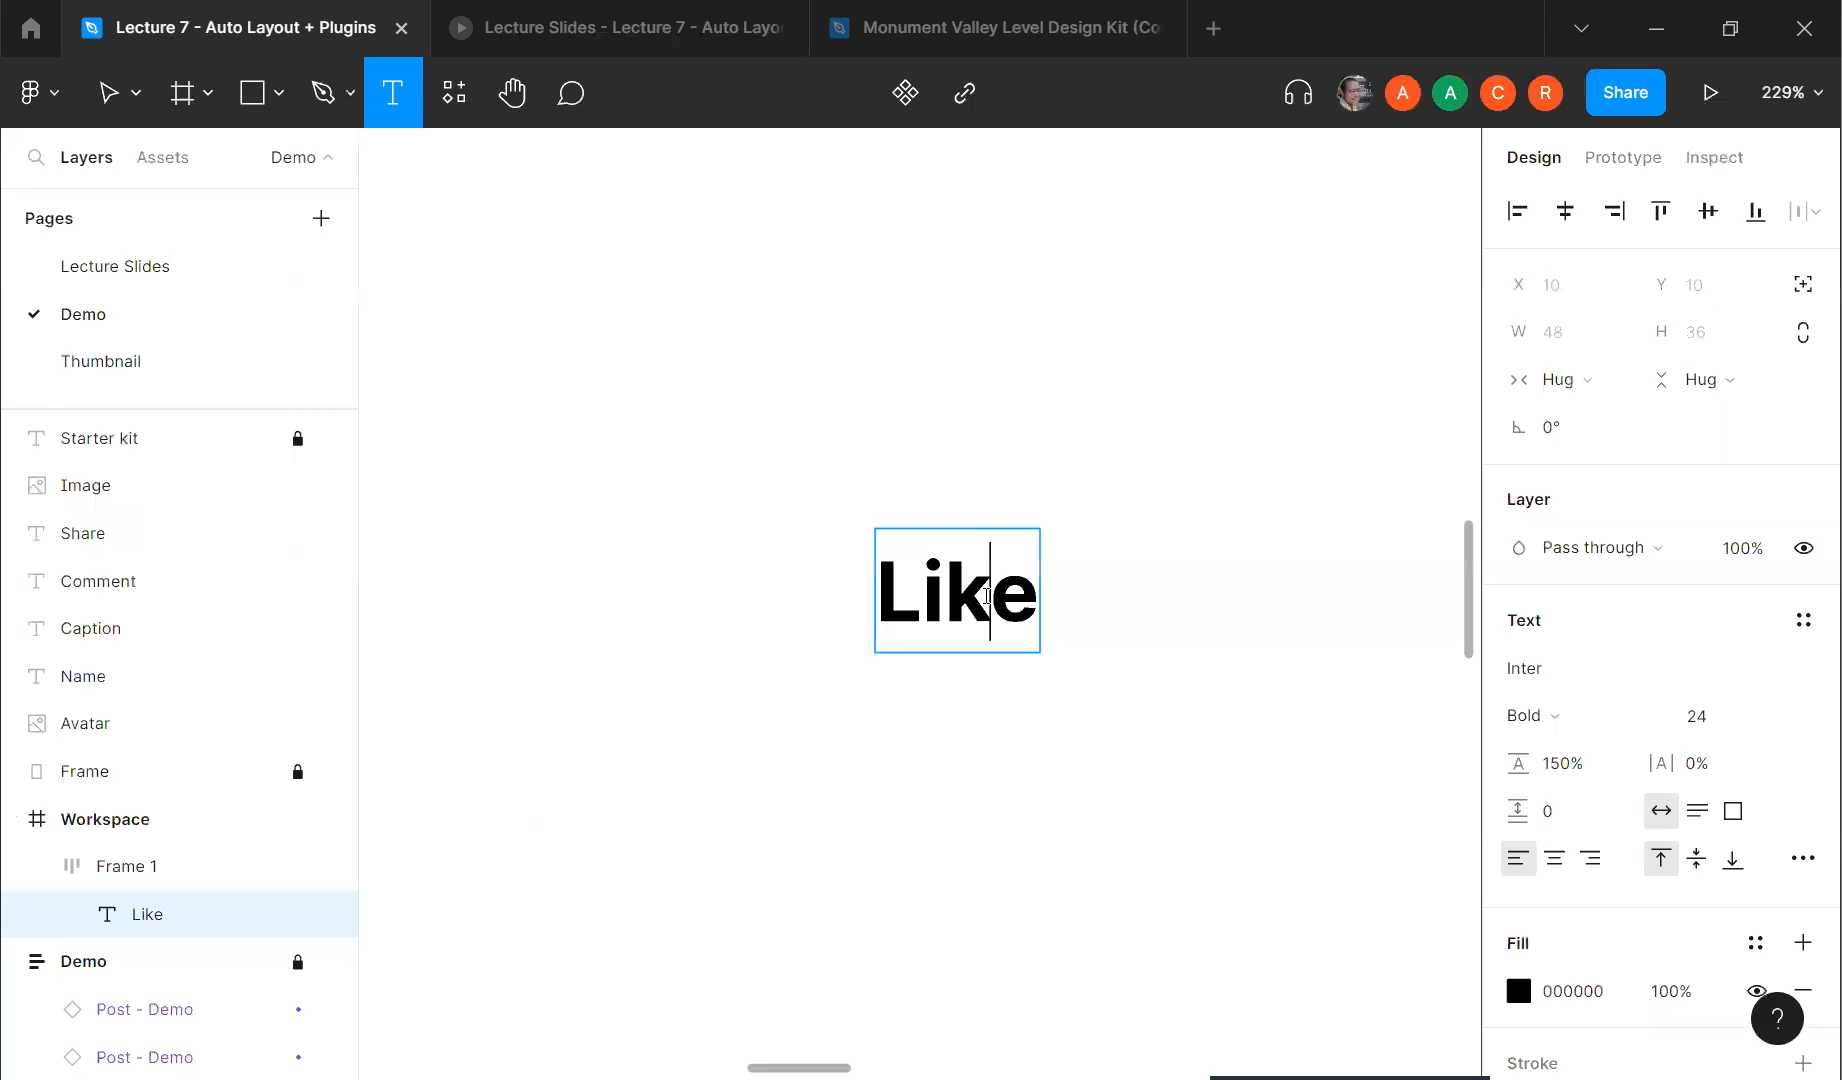 Lecture 7 - Auto Layout + Plugins
Lecture Slides - Lecture 7 - Auto Layo
Monument Valley Level Design Kit (Co
T
A
A
C
R
Share
229%
Layers
Assets
Demo
Design
Prototype
Inspect
Pages
Lecture Slides
Demo
Thumbnail
X 10
Y 10
W 48
H 36
Hug
Hug
0°
Starter kit
Image
Share
Comment
Caption
Name
Avatar
Frame
Workspace
Frame 1
Like
Demo
Post - Demo
Post - Demo
Like
Layer
Pass through
100%
Text
Inter
Bold
24
150%
|A| 0%
0
Fill
000000
100%
?
Stroke